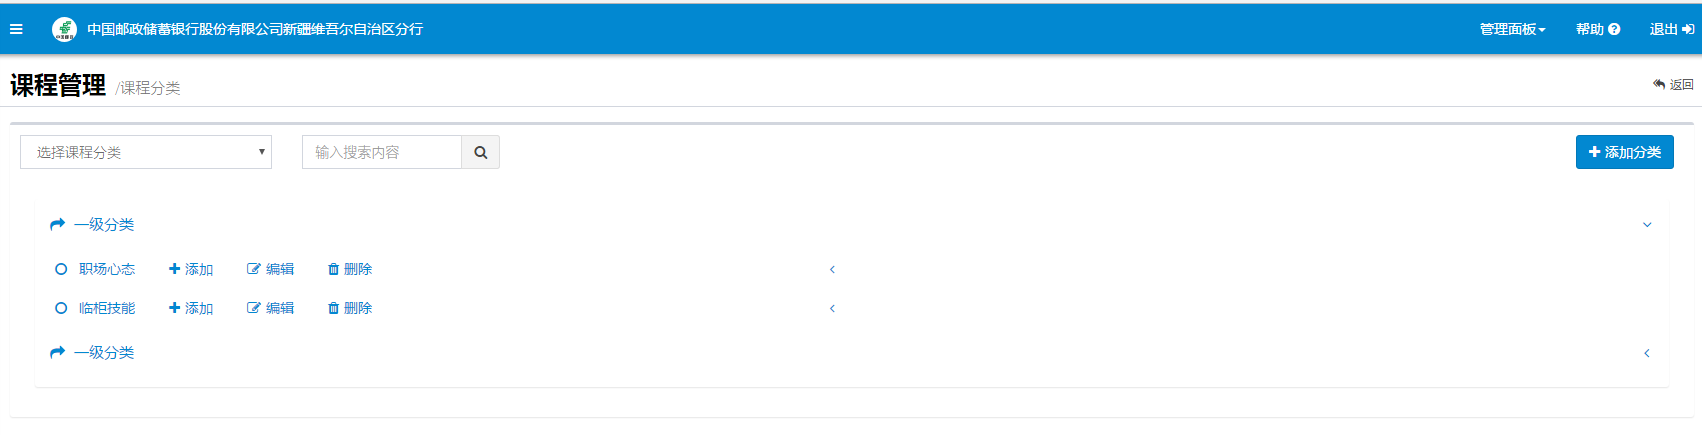 中国邮政储蓄银行股份有限公司新疆维吾尔自治区分行 管理面板 帮助 退出
课程管理 /课程分类 返回
选择课程分类 输入搜索内容 添加分类
一级分类
职场心态 添加 编辑 删除
临柜技能 添加 编辑 删除
一级分类